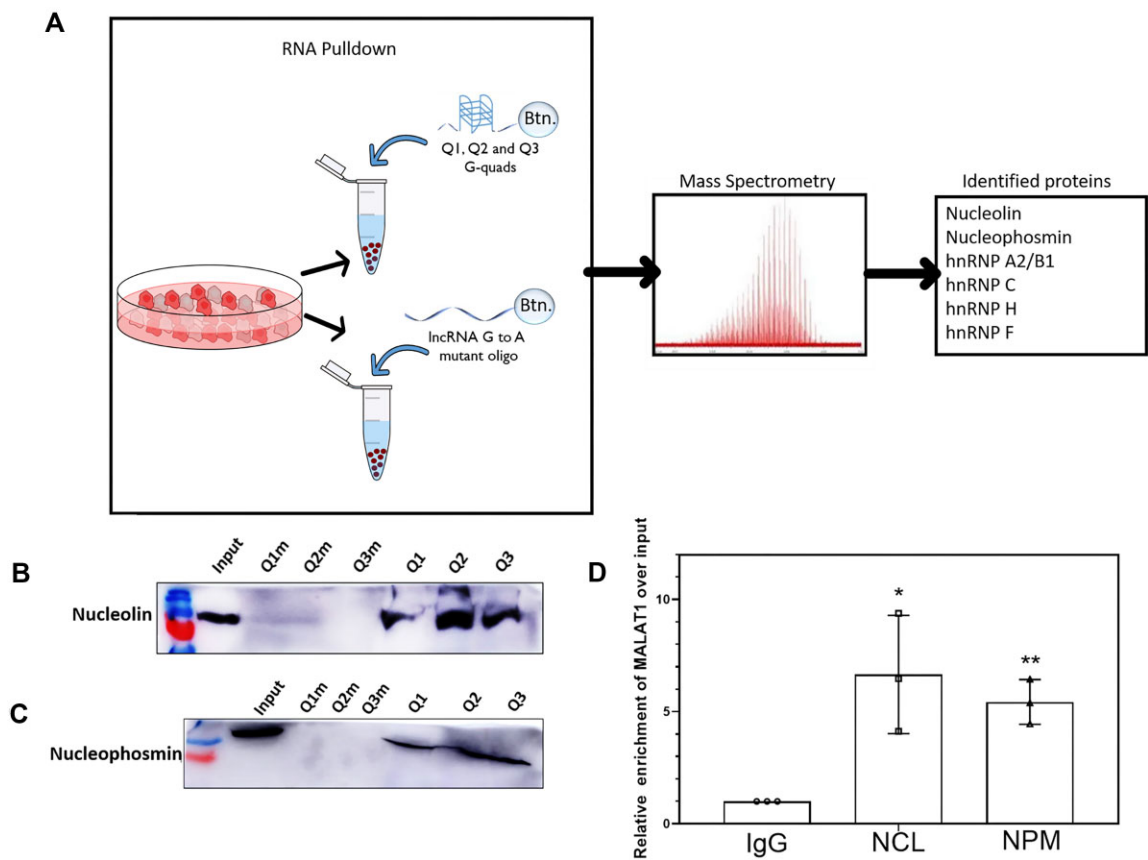 A
RNA Pulldown
Btn.
Q1, Q2 and Q3
G-quads
Btn.
lncRNA G to A
mutant oligo
Mass Spectrometry
Identified proteins
Nucleolin
Nucleophosmin
hnRNP A2/B1
hnRNP C
hnRNP H
hnRNP F
B
Input Q1m Q2m Q3m Q1 Q2 Q3
Nucleolin
C
Input Q1m Q2m Q3m Q1 Q2 Q3
Nucleophosmin
D
Relative enrichment of MALAT1 over input
10
5
0
*
**
IgG NCL NPM